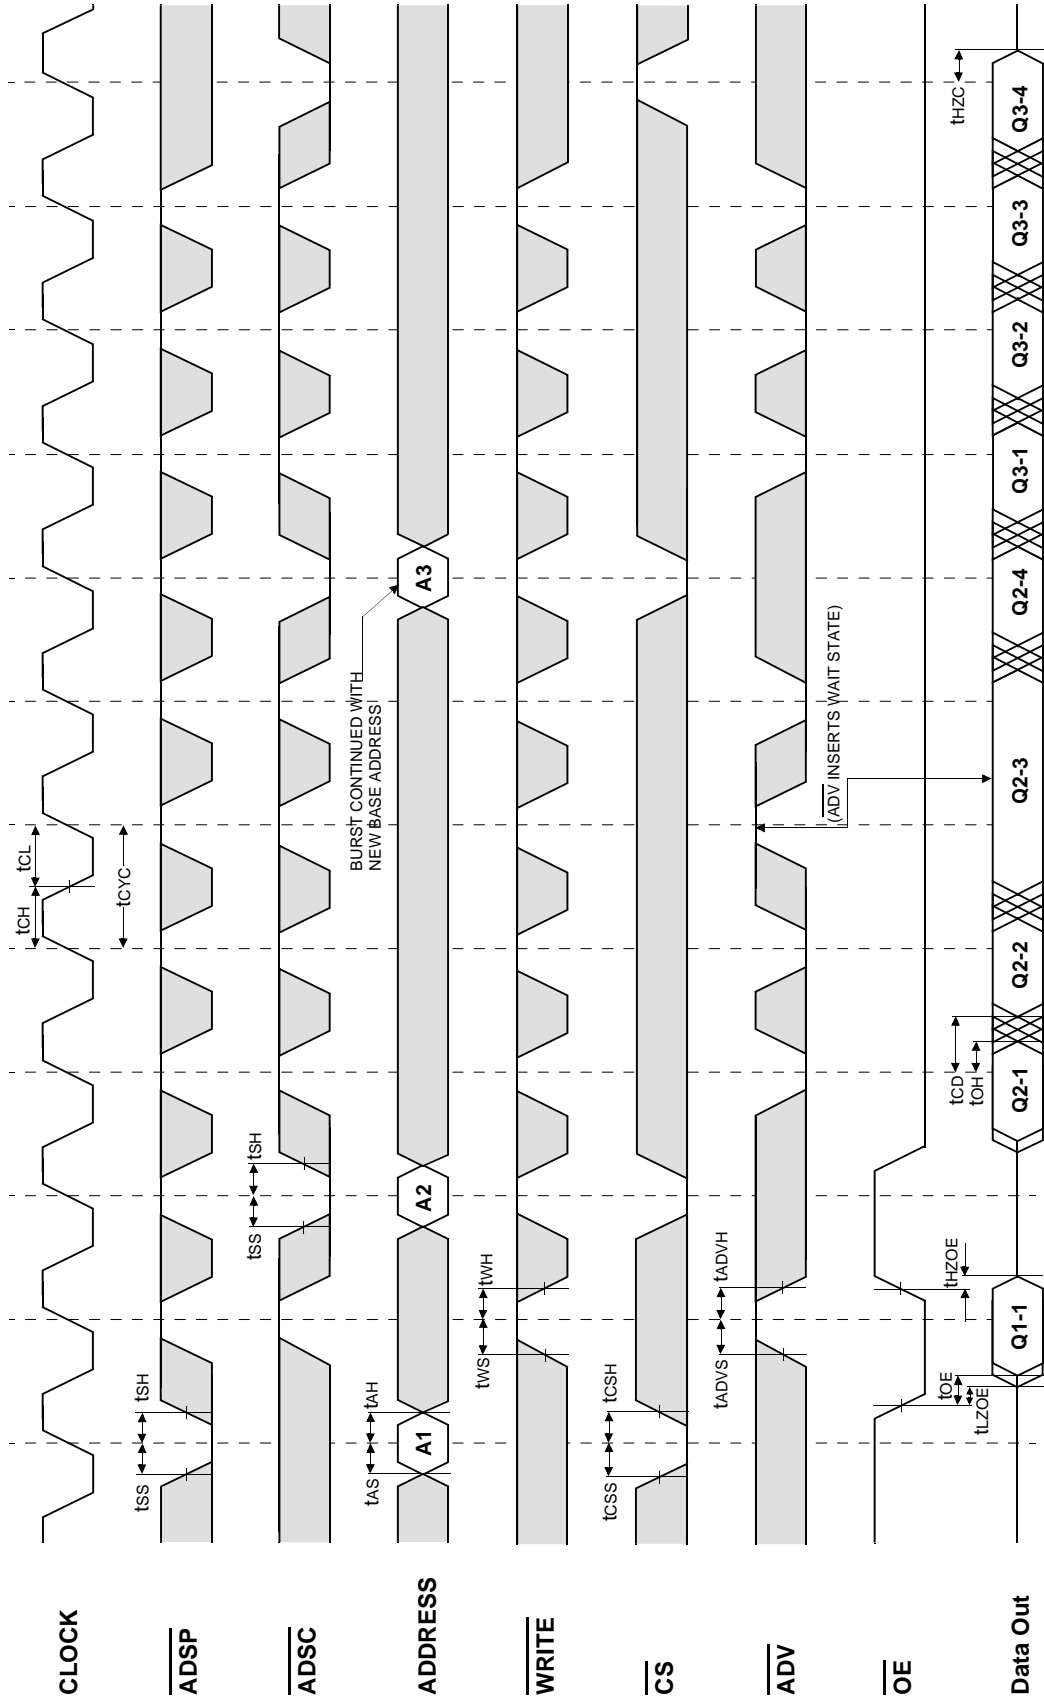 CLOCK
tCH
tCL
tCYC
ADSP
tSS
tSH
ADSC
tSS
tSH
BURST CONTINUED WITH
NEW BASE ADDRESS
ADDRESS
tAS
tAH
A1
A2
A3
WRITE
tWS
tWH
CS
tCSS
tCSH
ADV
tADVS
tADVH
(ADV INSERTS WAIT STATE)
OE
tHZOE
tOE
tLZOE
tCD
tOH
tHZC
Data Out
Q1-1
Q2-1
Q2-2
Q2-3
Q2-4
Q3-1
Q3-2
Q3-3
Q3-4